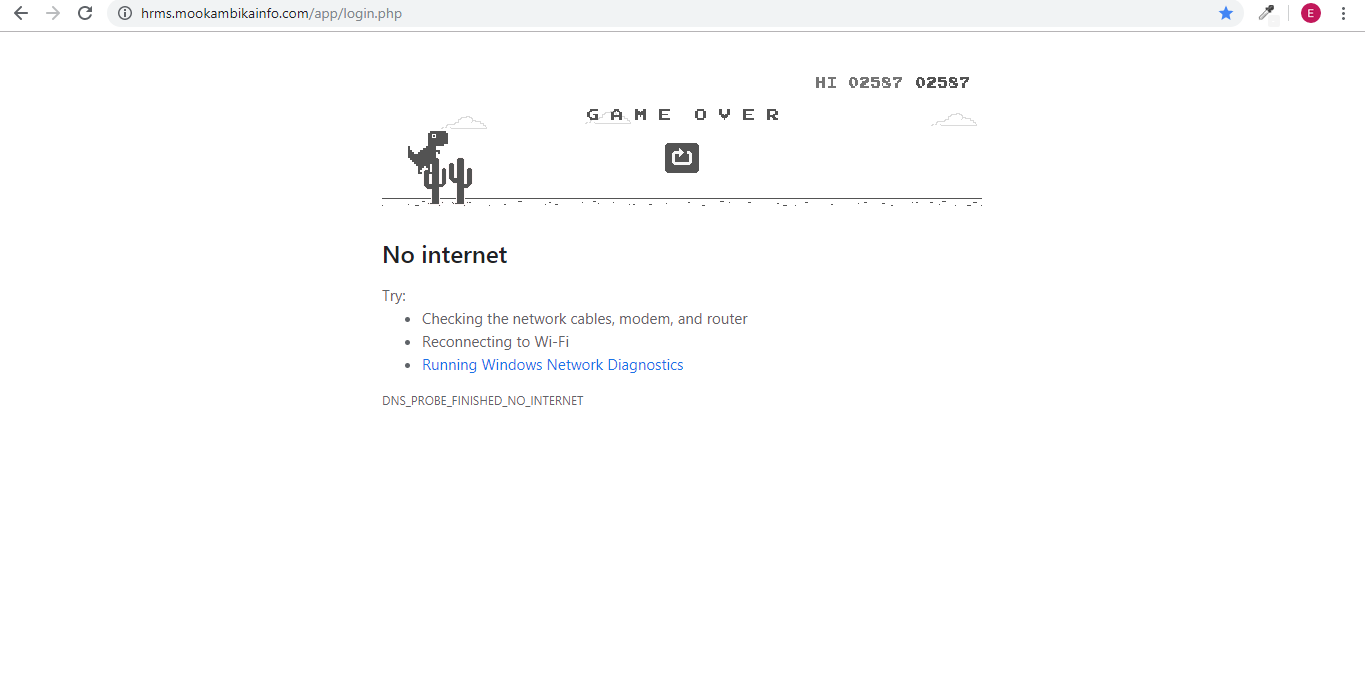 hrms.mookambikainfo.com/app/login.php
E
HI 02587 02587
GAME OVER
No internet
Try:
Checking the network cables, modem, and router
Reconnecting to Wi-Fi
Running Windows Network Diagnostics
DNS_PROBE_FINISHED_NO_INTERNET